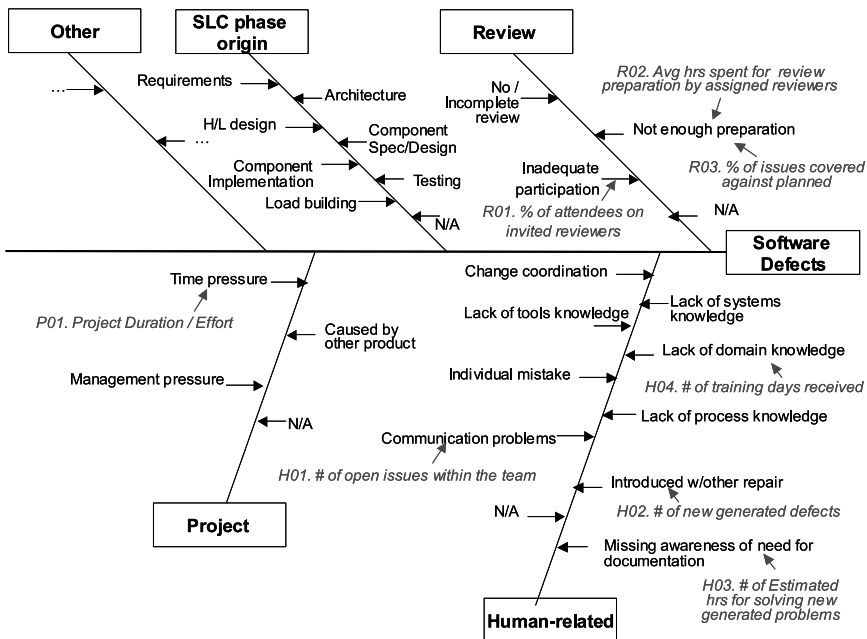 Other
SLC phase
origin
Review
Requirements
Architecture
H/L design
Component
Spec/Design
Component
Implementation
Testing
Load building
N/A
...
...
No /
Incomplete
review
R02. Avg hrs spent for review
preparation by assigned reviewers
Not enough preparation
R03. % of issues covered
against planned
Inadequate
participation
R01. % of attendees on
invited reviewers
N/A
Software
Defects
Time pressure
P01. Project Duration / Effort
Caused by
other product
Management pressure
N/A
Project
Change coordination
Lack of systems
knowledge
Lack of tools knowledge
Lack of domain knowledge
H04. # of training days received
Individual mistake
Lack of process knowledge
Communication problems
H01. # of open issues within the team
Introduced w/other repair
H02. # of new generated defects
N/A
Missing awareness of need for
documentation
H03. # of Estimated
hrs for solving new
generated problems
Human-related